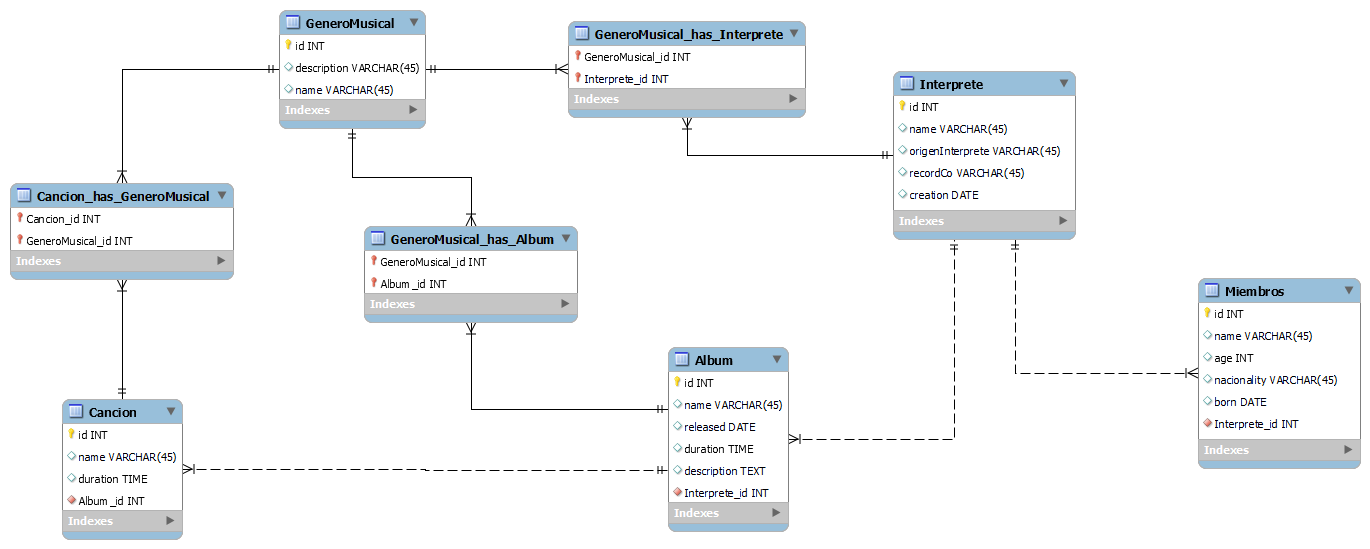 GeneroMusical
id INT
description VARCHAR(45)
name VARCHAR(45)
Indexes
GeneroMusical_has_Interprete
GeneroMusical_id INT
Interprete_id INT
Indexes
Interprete
id INT
name VARCHAR(45)
origenInterprete VARCHAR(45)
recordCo VARCHAR(45)
creation DATE
Indexes
Cancion_has_GeneroMusical
Cancion_id INT
GeneroMusical_id INT
Indexes
GeneroMusical_has_Album
GeneroMusical_id INT
Album_id INT
Indexes
Miembros
id INT
name VARCHAR(45)
age INT
nacionality VARCHAR(45)
born DATE
Interprete_id INT
Indexes
Album
id INT
name VARCHAR(45)
released DATE
duration TIME
description TEXT
Interprete_id INT
Indexes
Cancion
id INT
name VARCHAR(45)
duration TIME
Album_id INT
Indexes